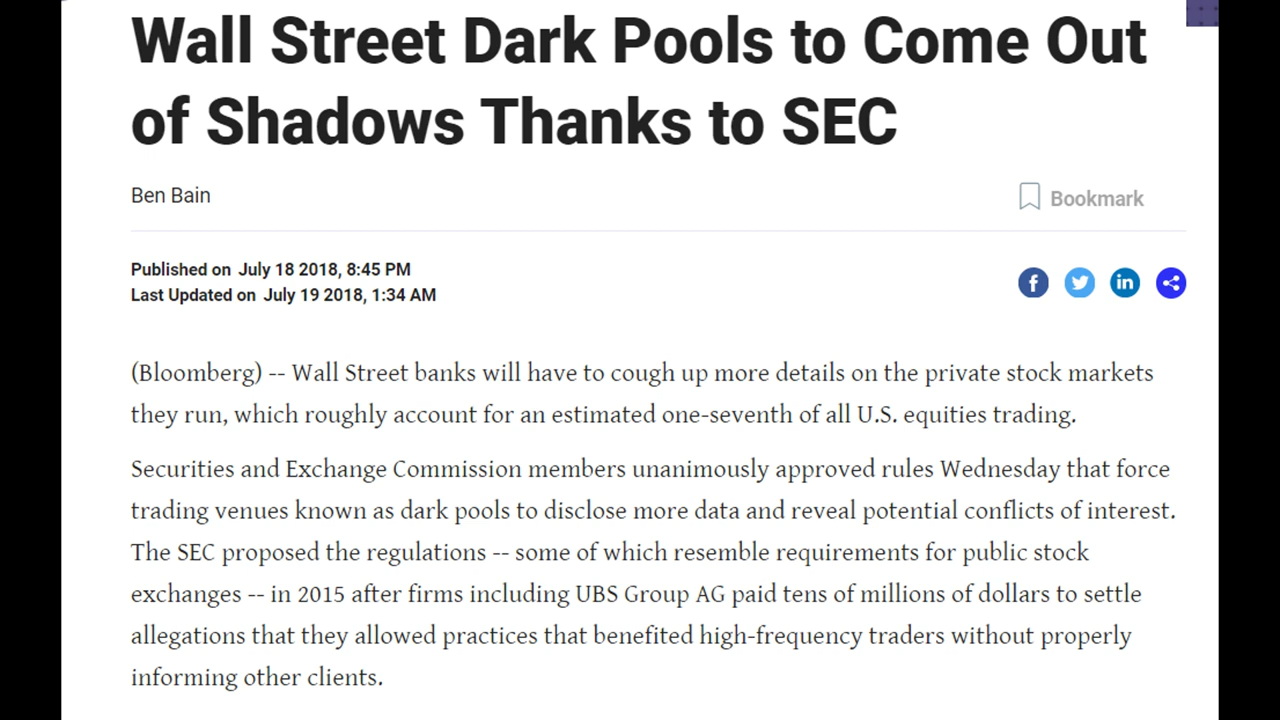 Wall Street Dark Pools to Come Out
of Shadows Thanks to SEC
Ben Bain
Bookmark
Published on July 18 2018, 8:45 PM
Last Updated on July 19 2018, 1:34 AM
(Bloomberg) -- Wall Street banks will have to cough up more details on the private stock markets
they run, which roughly account for an estimated one-seventh of all U.S. equities trading.
Securities and Exchange Commission members unanimously approved rules Wednesday that force
trading venues known as dark pools to disclose more data and reveal potential conflicts of interest.
The SEC proposed the regulations -- some of which resemble requirements for public stock
exchanges -- in 2015 after firms including UBS Group AG paid tens of millions of dollars to settle
allegations that they allowed practices that benefited high-frequency traders without properly
informing other clients.